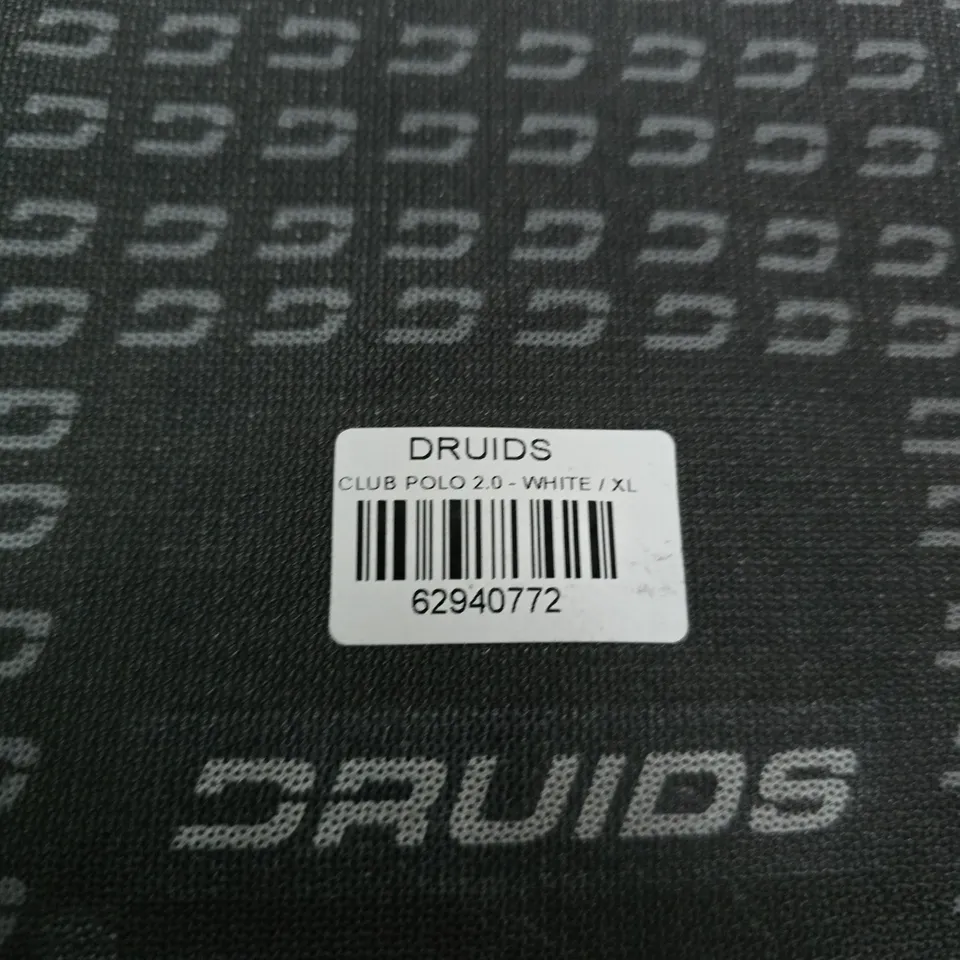 DRUIDS
CLUB POLO 2.0 - WHITE / XL
62940772
DRUIDS